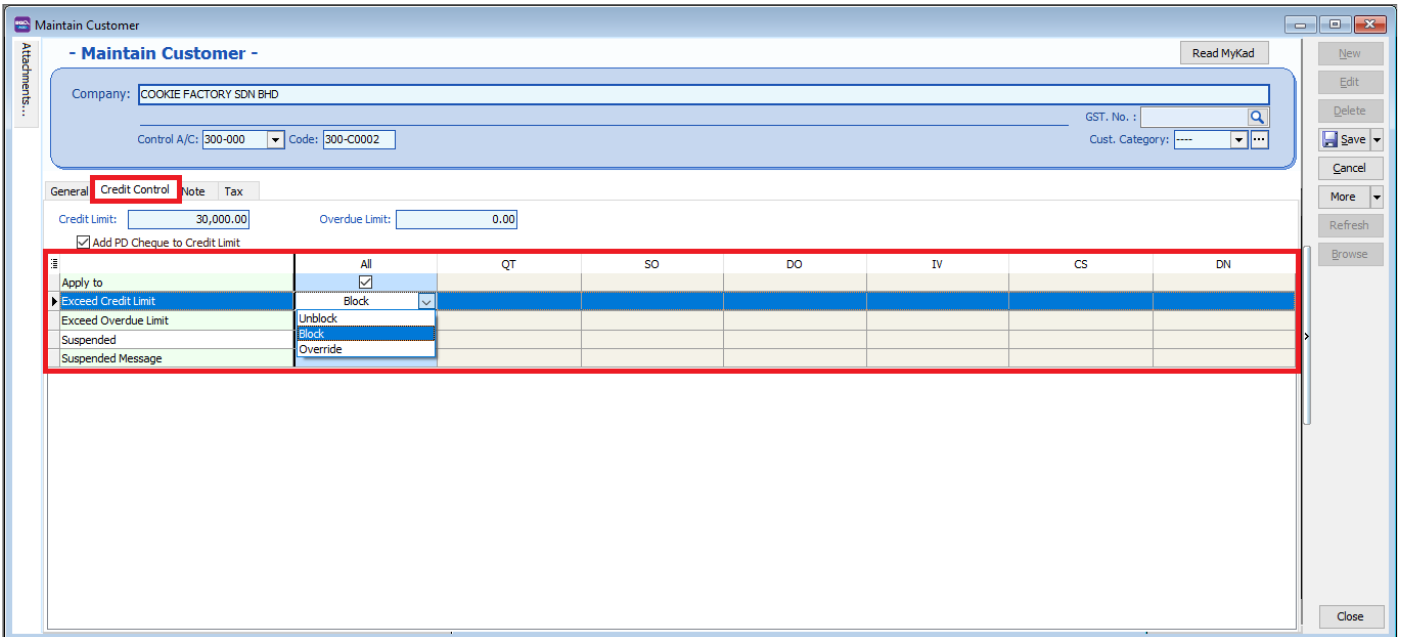 Maintain Customer
Attachments...
- Maintain Customer -
Read MyKad
Company: COOKIE FACTORY SDN BHD
GST. No. :
Control A/C: 300-000 Code: 300-C0002
Cust. Category: ----
General Credit Control Note Tax
Credit Limit: 30,000.00 Overdue Limit: 0.00
Add PD Cheque to Credit Limit
All QT SO DO IV CS DN
Apply to
Exceed Credit Limit Block
Exceed Overdue Limit
Suspended
Suspended Message
Unblock
Block
Override
New
Edit
Delete
Save
Cancel
More
Refresh
Browse
Close